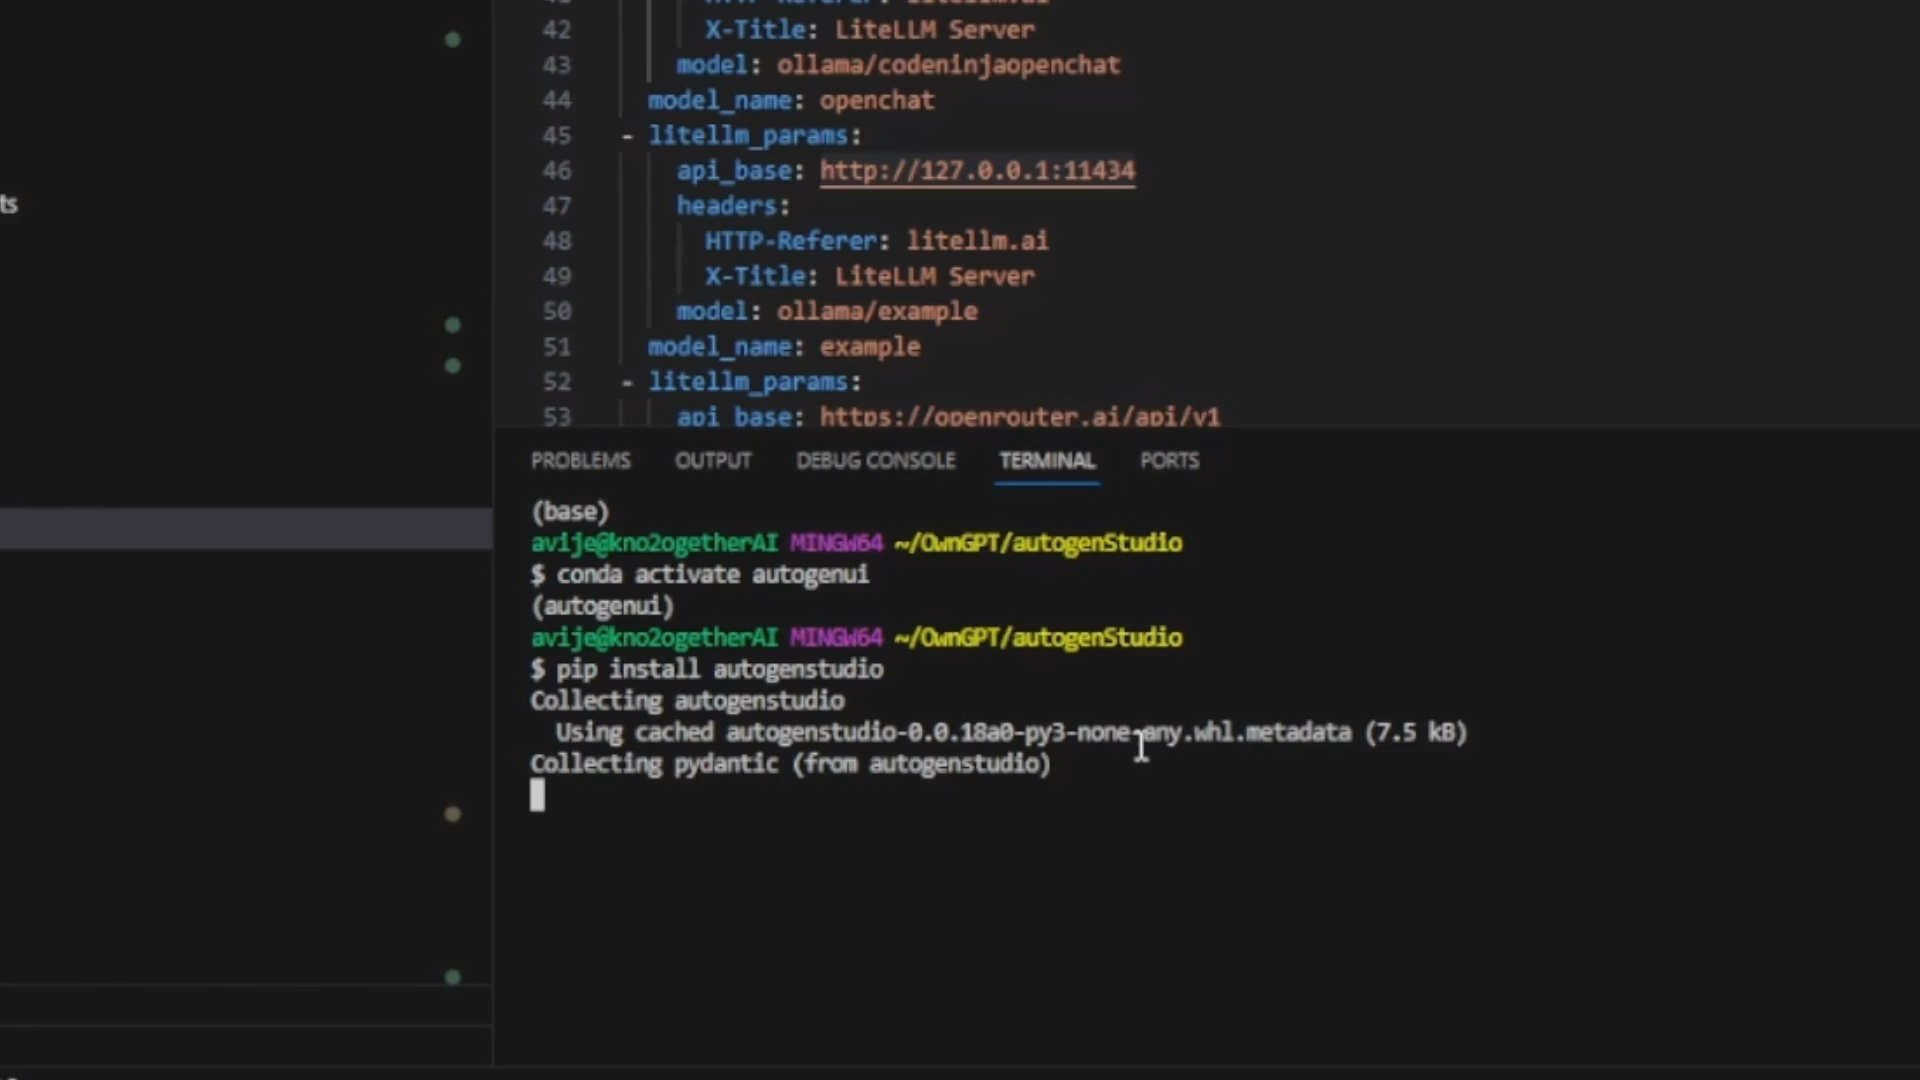 ts
42 X-Title: LiteLLM Server
43 model: ollama/codeninjaopenchat
44 model_name: openchat
45 - litellm_params:
46 api_base: http://127.0.0.1:11434
47 headers:
48 HTTP-Referer: litellm.ai
49 X-Title: LiteLLM Server
50 model: ollama/example
51 model_name: example
52 - litellm_params:
53 api_base: https://openrouter.ai/api/v1
PROBLEMS OUTPUT DEBUG CONSOLE TERMINAL PORTS
(base)
avije@kno2ogetherAI MINGW64 ~/OwnGPT/autogenStudio
$ conda activate autogenui
(autogenui)
avije@kno2ogetherAI MINGW64 ~/OwnGPT/autogenStudio
$ pip install autogenstudio
Collecting autogenstudio
Using cached autogenstudio-0.0.18a0-py3-none-any.whl.metadata (7.5 kB)
Collecting pydantic (from autogenstudio)